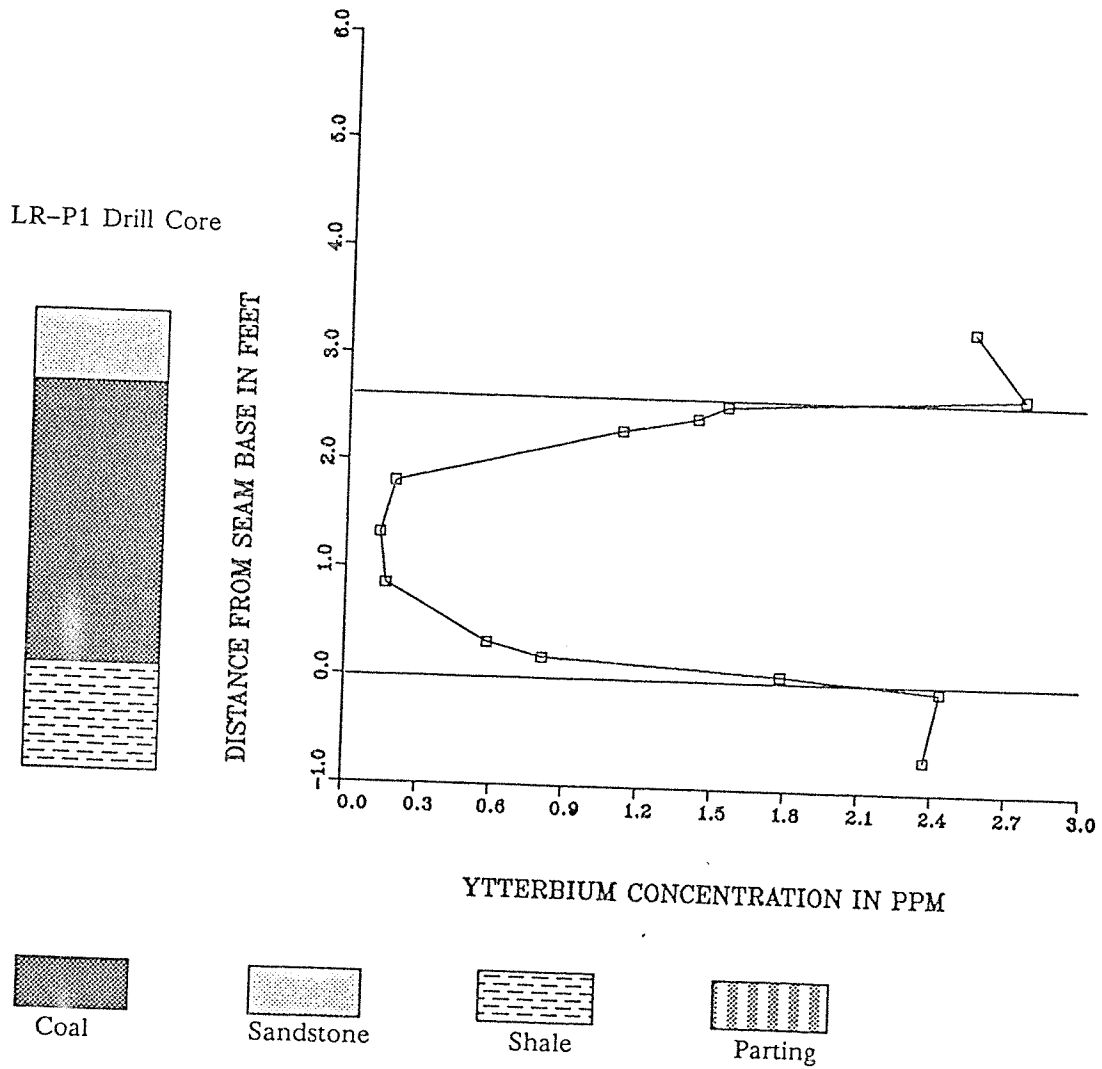 6.0
5.0
4.0
3.0
2.0
1.0
0.0
-1.0
LR-P1 Drill Core
DISTANCE FROM SEAM BASE IN FEET
0.0 0.3 0.6 0.9 1.2 1.5 1.8 2.1 2.4 2.7 3.0
YTTERBIUM CONCENTRATION IN PPM
Coal Sandstone Shale Parting